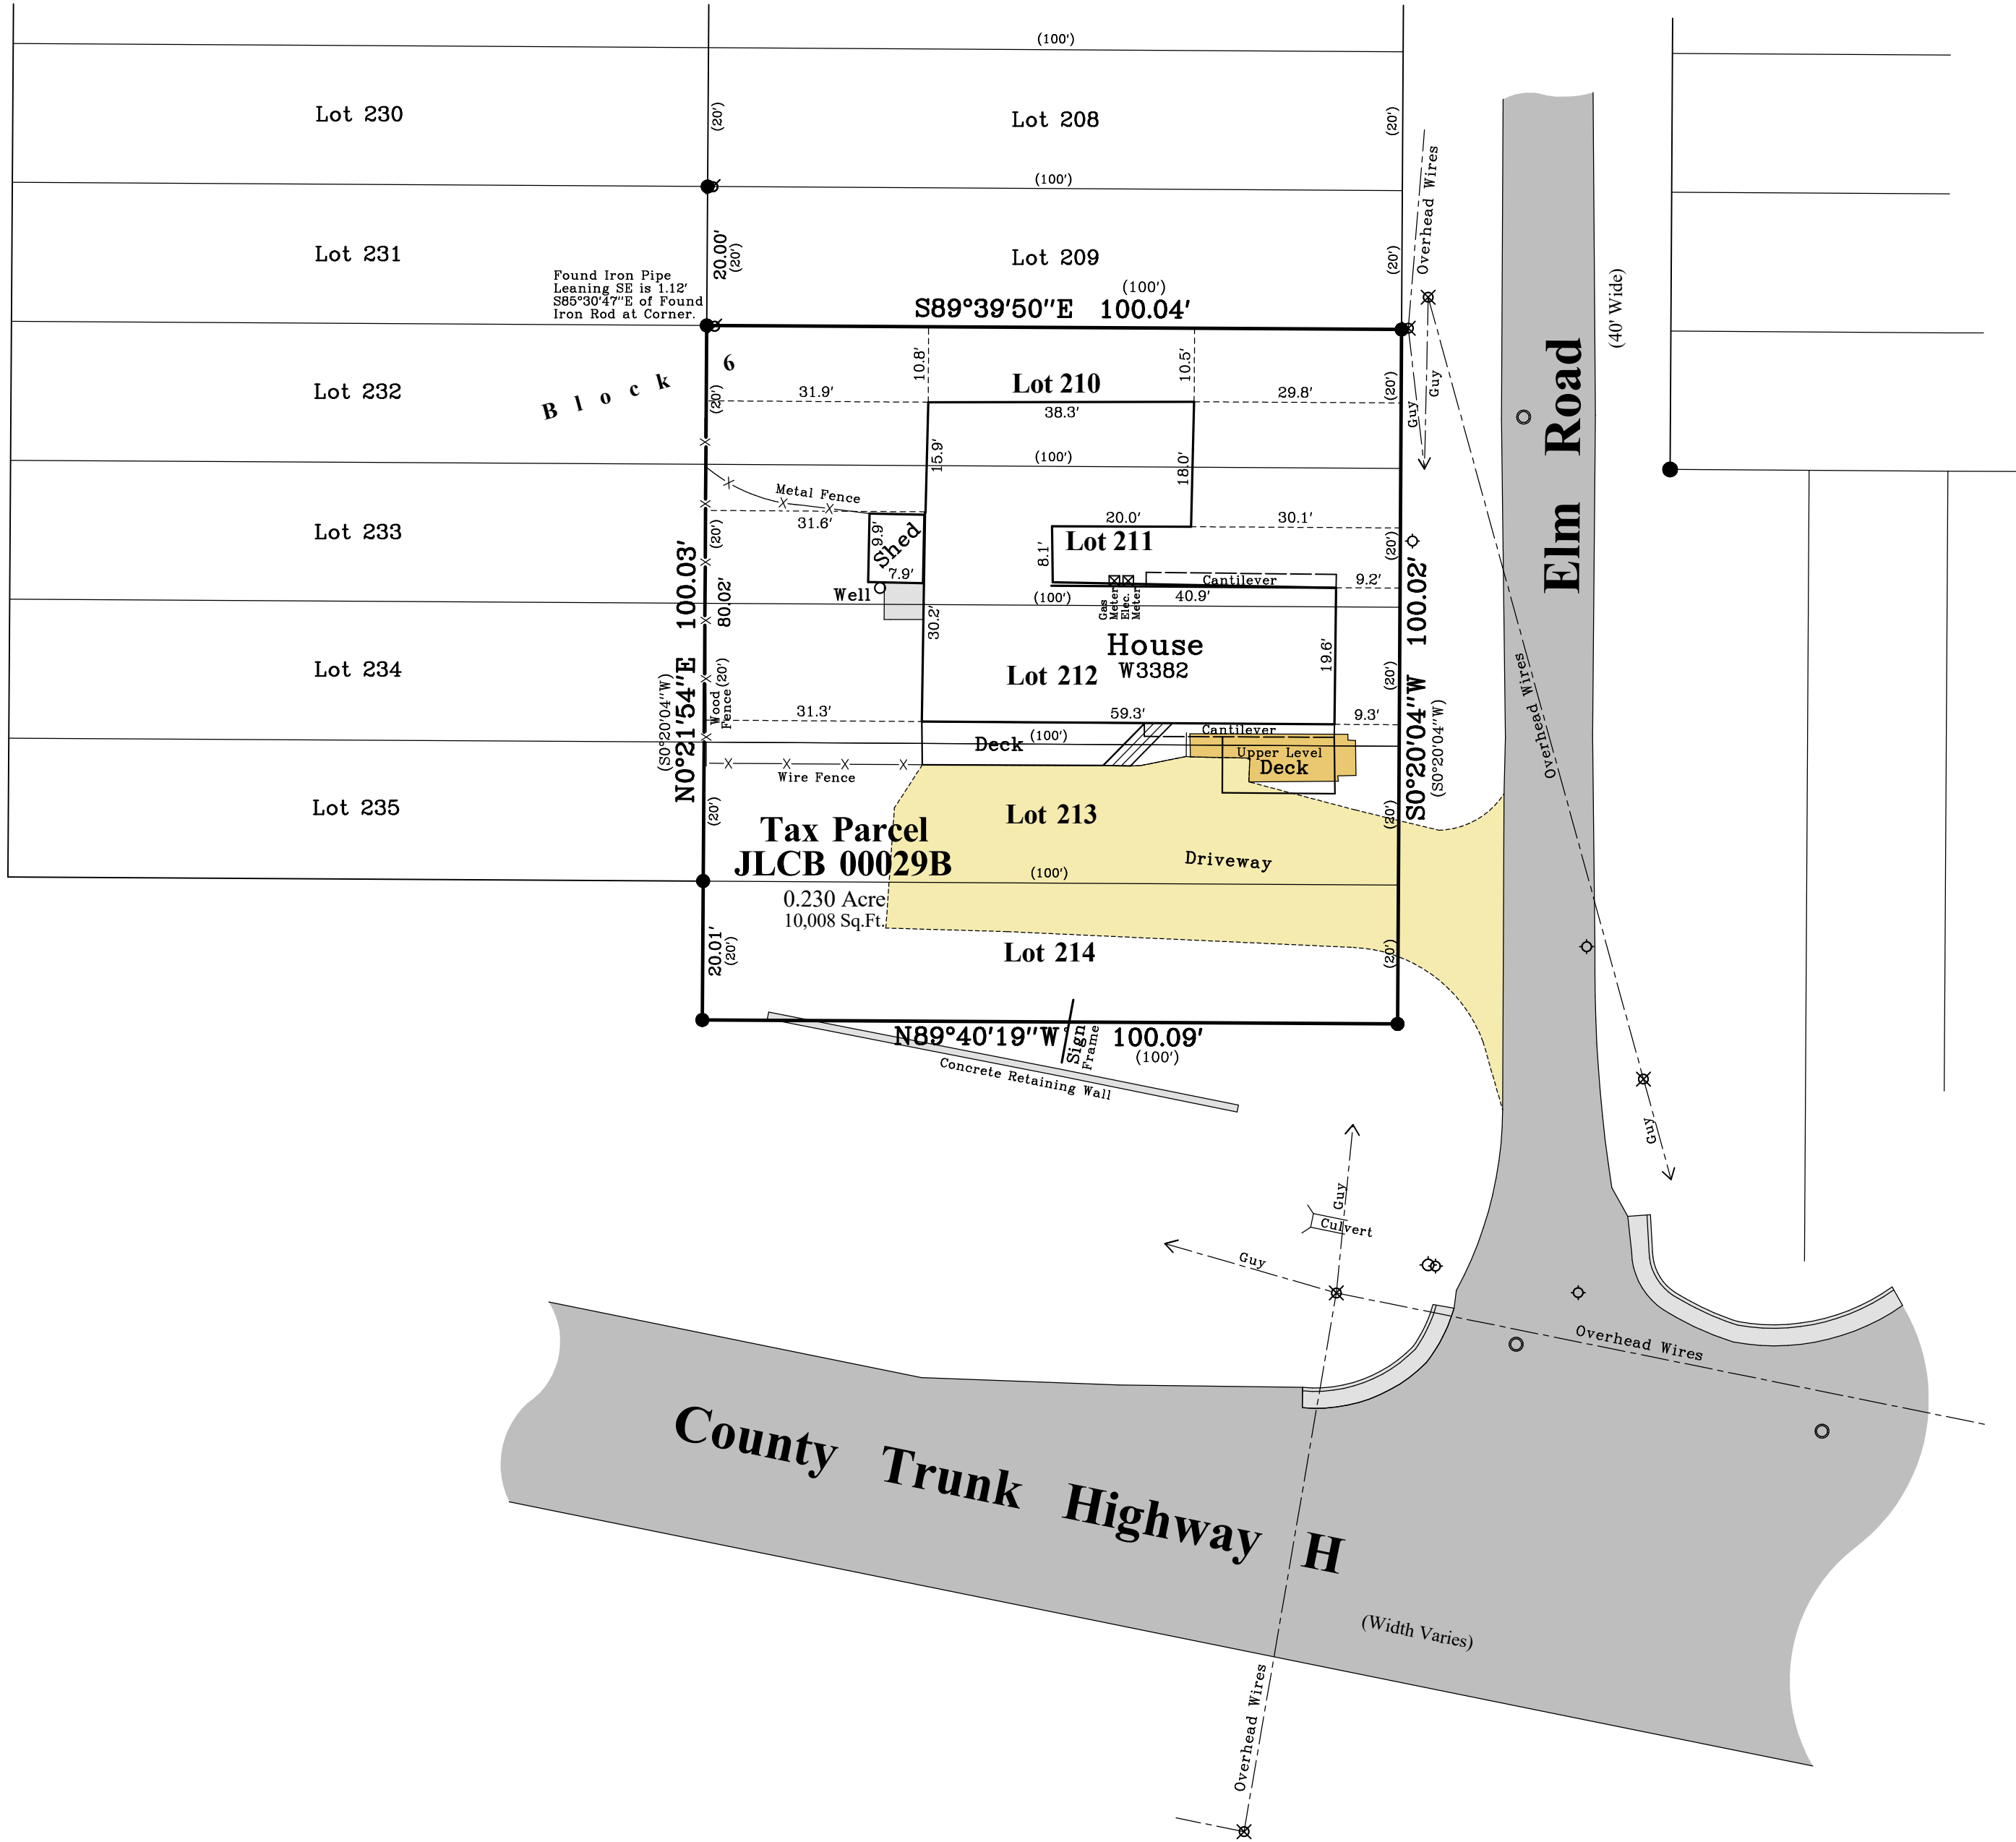 (100')
Lot 230
(20')
Lot 208
(20')
Overhead Wires
(100')
Lot 231
20.00'
(20')
Lot 209
(20')
(40' Wide)
Found Iron Pipe
Leaning SE is 1.12'
S85°30'47"E of Found
Iron Rod at Corner.
(100')
S89°39'50"E 100.04'
Elm Road
Block 6
10.8'
10.5'
Guy
Guy
Lot 232
(20')
31.9'
Lot 210
29.8'
(20')
38.3'
15.9'
(100')
18.0'
Metal Fence
31.6'
Lot 233
(20')
9.9'
Shed
7.9'
20.0'
30.1'
Lot 211
(20')
8.1'
Cantilever
9.2'
Well
(100')
40.9'
Gas
Meter
Elec.
Meter
N0°21'54"E 100.03'
(S0°20'04"W)
80.02'
30.2'
House
W3382
19.6'
S0°20'04"W 100.02'
(S0°20'04"W)
Overhead Wires
Lot 234
(20')
Wood
Fence
Lot 212
(20')
31.3'
59.3'
9.3'
Cantilever
Deck
(100')
Upper Level
Deck
Wire Fence
Lot 235
(20')
Lot 213
(20')
Tax Parcel
JLCB 00029B
Driveway
(100')
0.230 Acre
10,008 Sq.Ft.
20.01'
(20')
Lot 214
(20')
N89°40'19"W 100.09'
(100')
Sign
Frame
Concrete Retaining Wall
Guy
Guy
Culvert
Guy
Overhead Wires
County Trunk Highway H
(Width Varies)
Overhead Wires